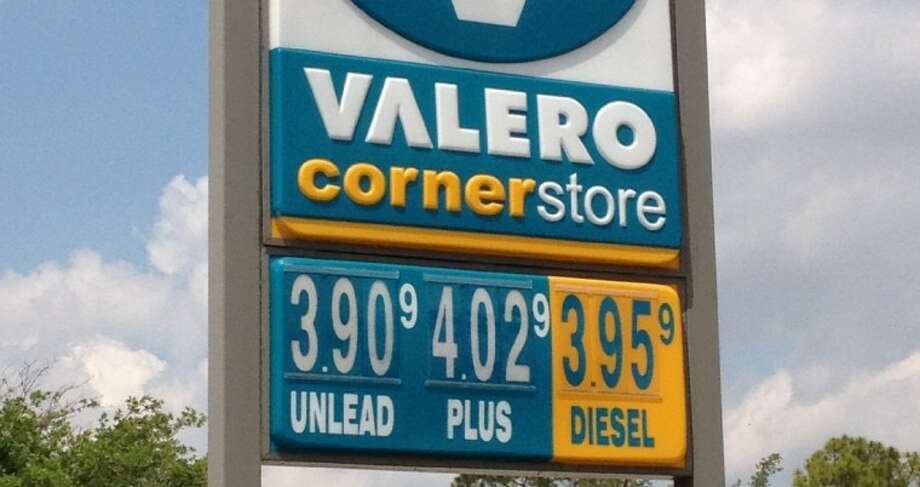 VALERO
cornerstore
3.90 9 4.02 9 3.95 9
UNLEAD PLUS DIESEL